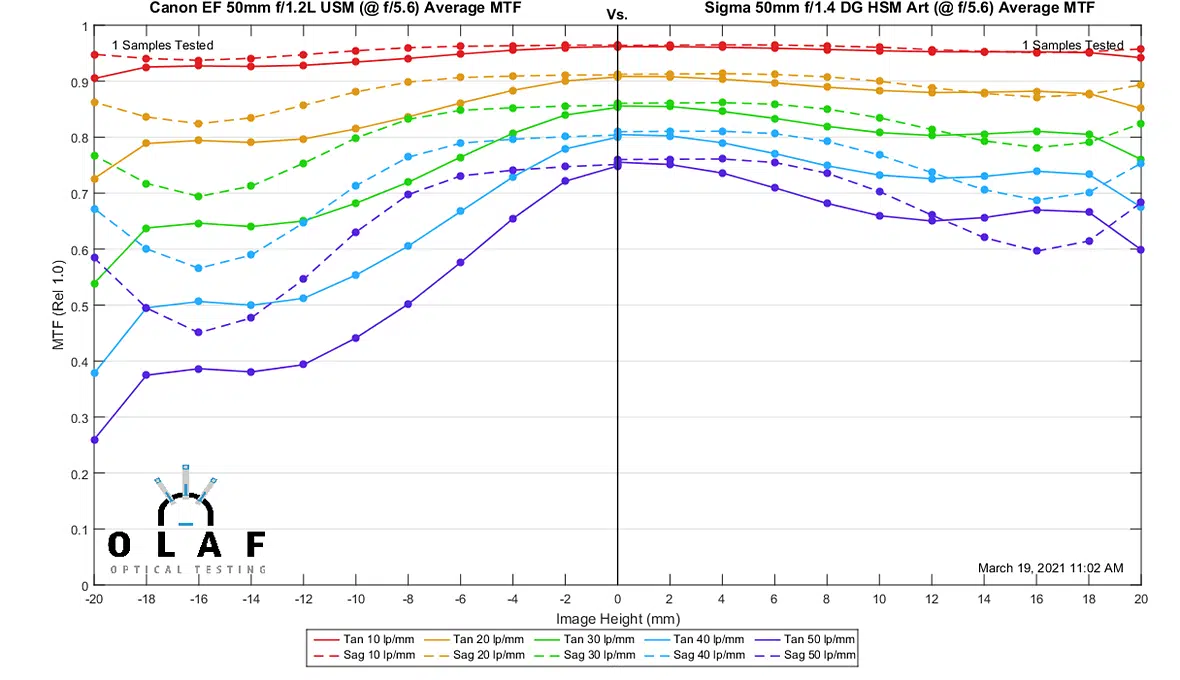 Canon EF 50mm f/1.2L USM (@ f/5.6) Average MTF
Vs.
Sigma 50mm f/1.4 DG HSM Art (@ f/5.6) Average MTF
1 Samples Tested
1 Samples Tested
MTF (Rel 1.0)
1
0.9
0.8
0.7
0.6
0.5
0.4
0.3
0.2
0.1
0
OLAF
OPTICAL TESTING
March 19, 2021 11:02 AM
-20 -18 -16 -14 -12 -10 -8 -6 -4 -2 0 2 4 6 8 10 12 14 16 18 20
Image Height (mm)
Tan 10 lp/mm Tan 20 lp/mm Tan 30 lp/mm Tan 40 lp/mm Tan 50 lp/mm
Sag 10 lp/mm Sag 20 lp/mm Sag 30 lp/mm Sag 40 lp/mm Sag 50 lp/mm